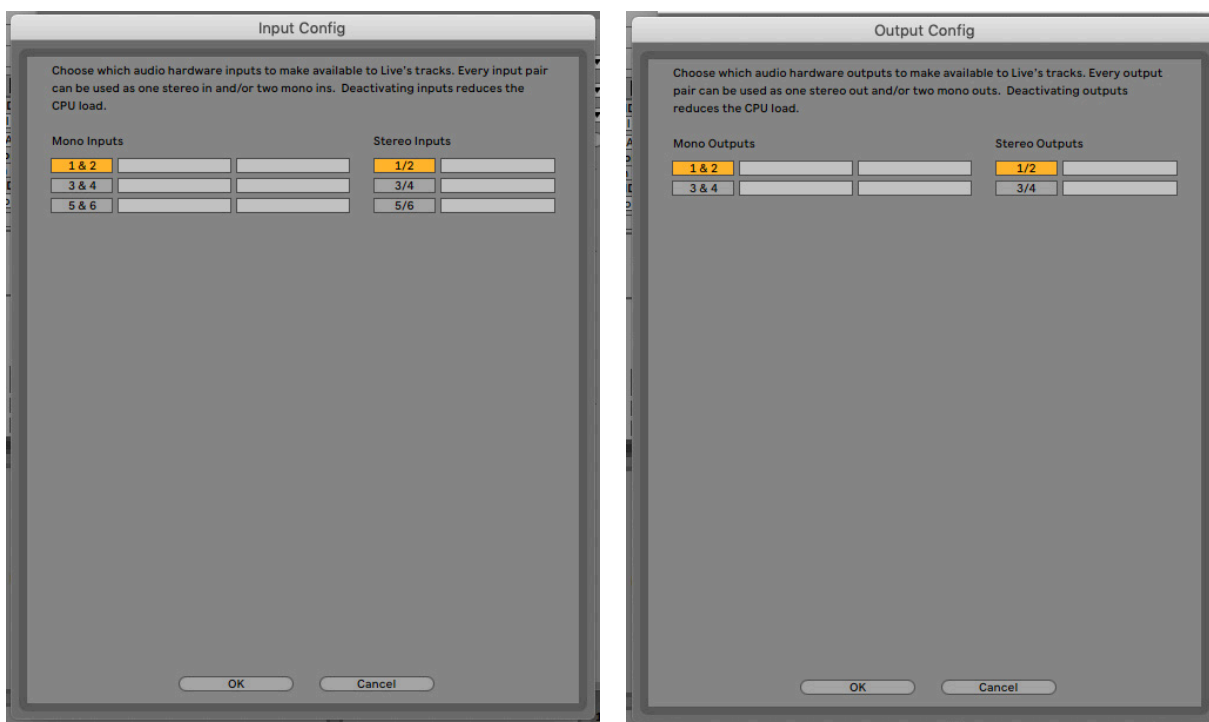 Input Config
Choose which audio hardware inputs to make available to Live's tracks. Every input pair
can be used as one stereo in and/or two mono ins. Deactivating inputs reduces the
CPU load.
Mono Inputs
Stereo Inputs
1 & 2
1/2
3 & 4
3/4
5 & 6
5/6
OK
Cancel
Output Config
Choose which audio hardware outputs to make available to Live's tracks. Every output
pair can be used as one stereo out and/or two mono outs. Deactivating outputs
reduces the CPU load.
Mono Outputs
Stereo Outputs
1 & 2
1/2
3 & 4
3/4
OK
Cancel